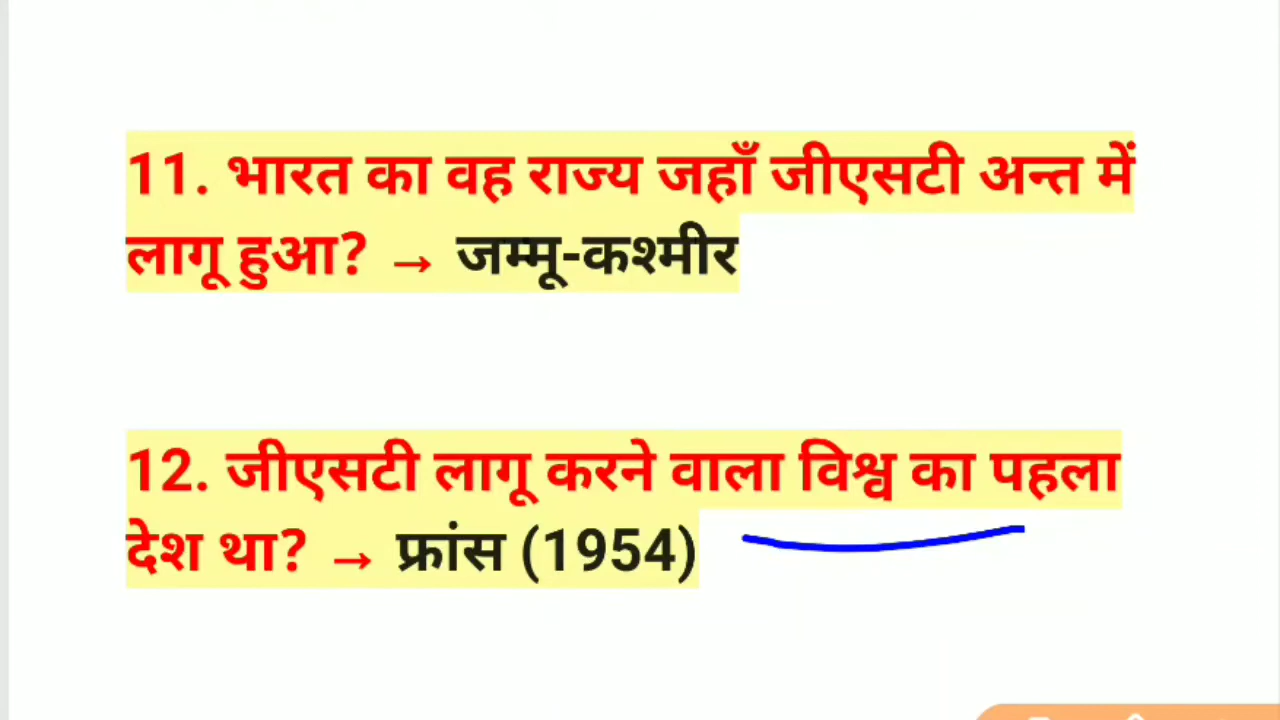 11. भारत का वह राज्य जहाँ जीएसटी अन्त में
लागू हुआ? → जम्मू-कश्मीर
12. जीएसटी लागू करने वाला विश्व का पहला
देश था? → फ्रांस (1954)